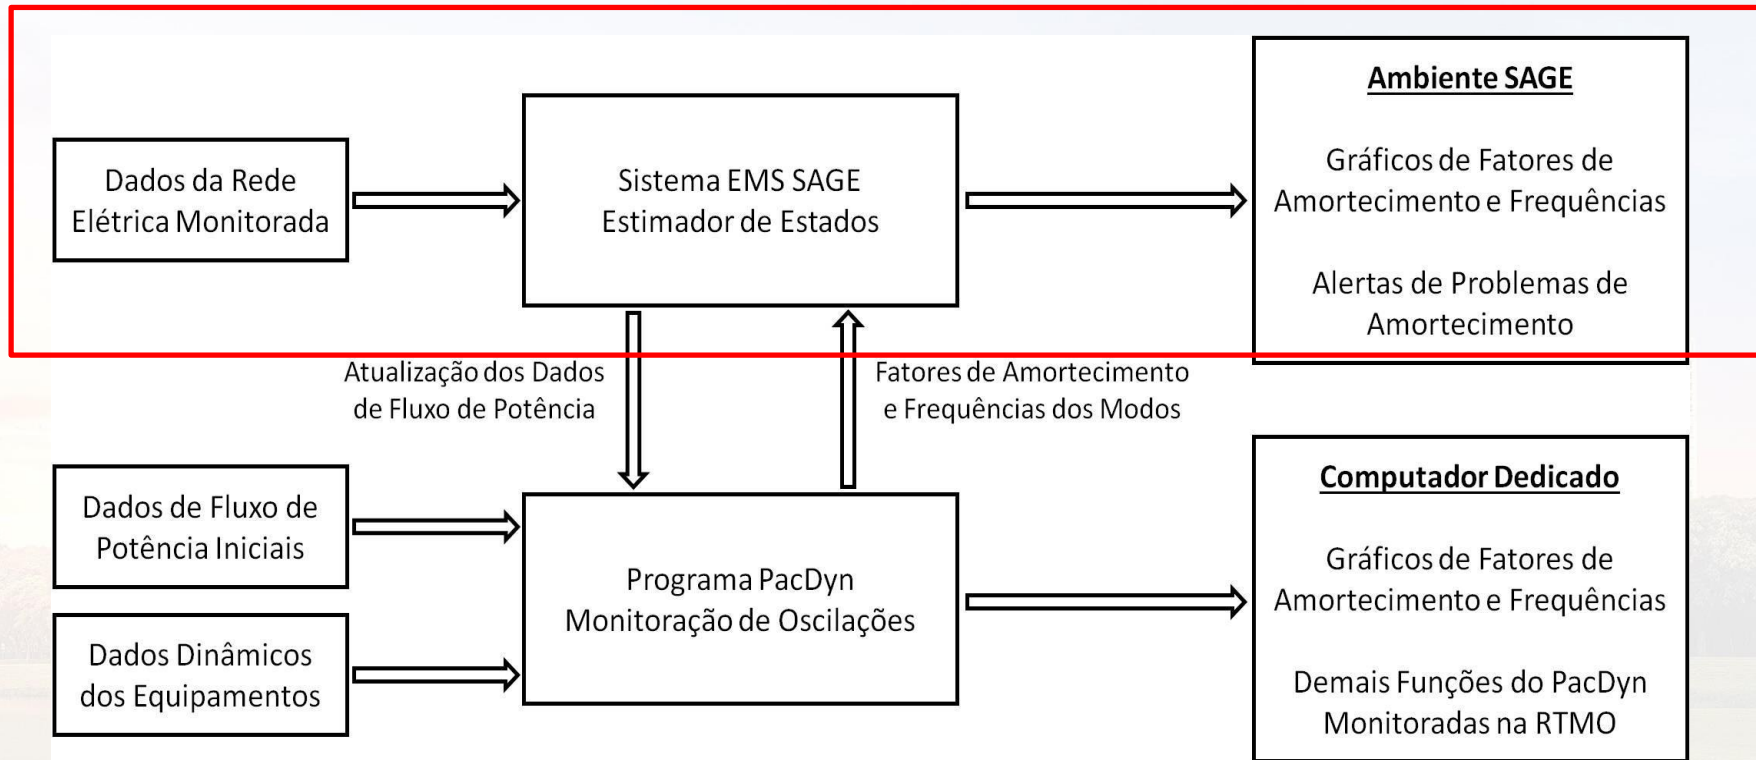 Dados da Rede
Elétrica Monitorada
Sistema EMS SAGE
Estimador de Estados
Ambiente SAGE
Gráficos de Fatores de
Amortecimento e Frequências
Alertas de Problemas de
Amortecimento
Atualização dos Dados
de Fluxo de Potência
Fatores de Amortecimento
e Frequências dos Modos
Dados de Fluxo de
Potência Iniciais
Dados Dinâmicos
dos Equipamentos
Programa PacDyn
Monitoração de Oscilações
Computador Dedicado
Gráficos de Fatores de
Amortecimento e Frequências
Demais Funções do PacDyn
Monitoradas na RTMO